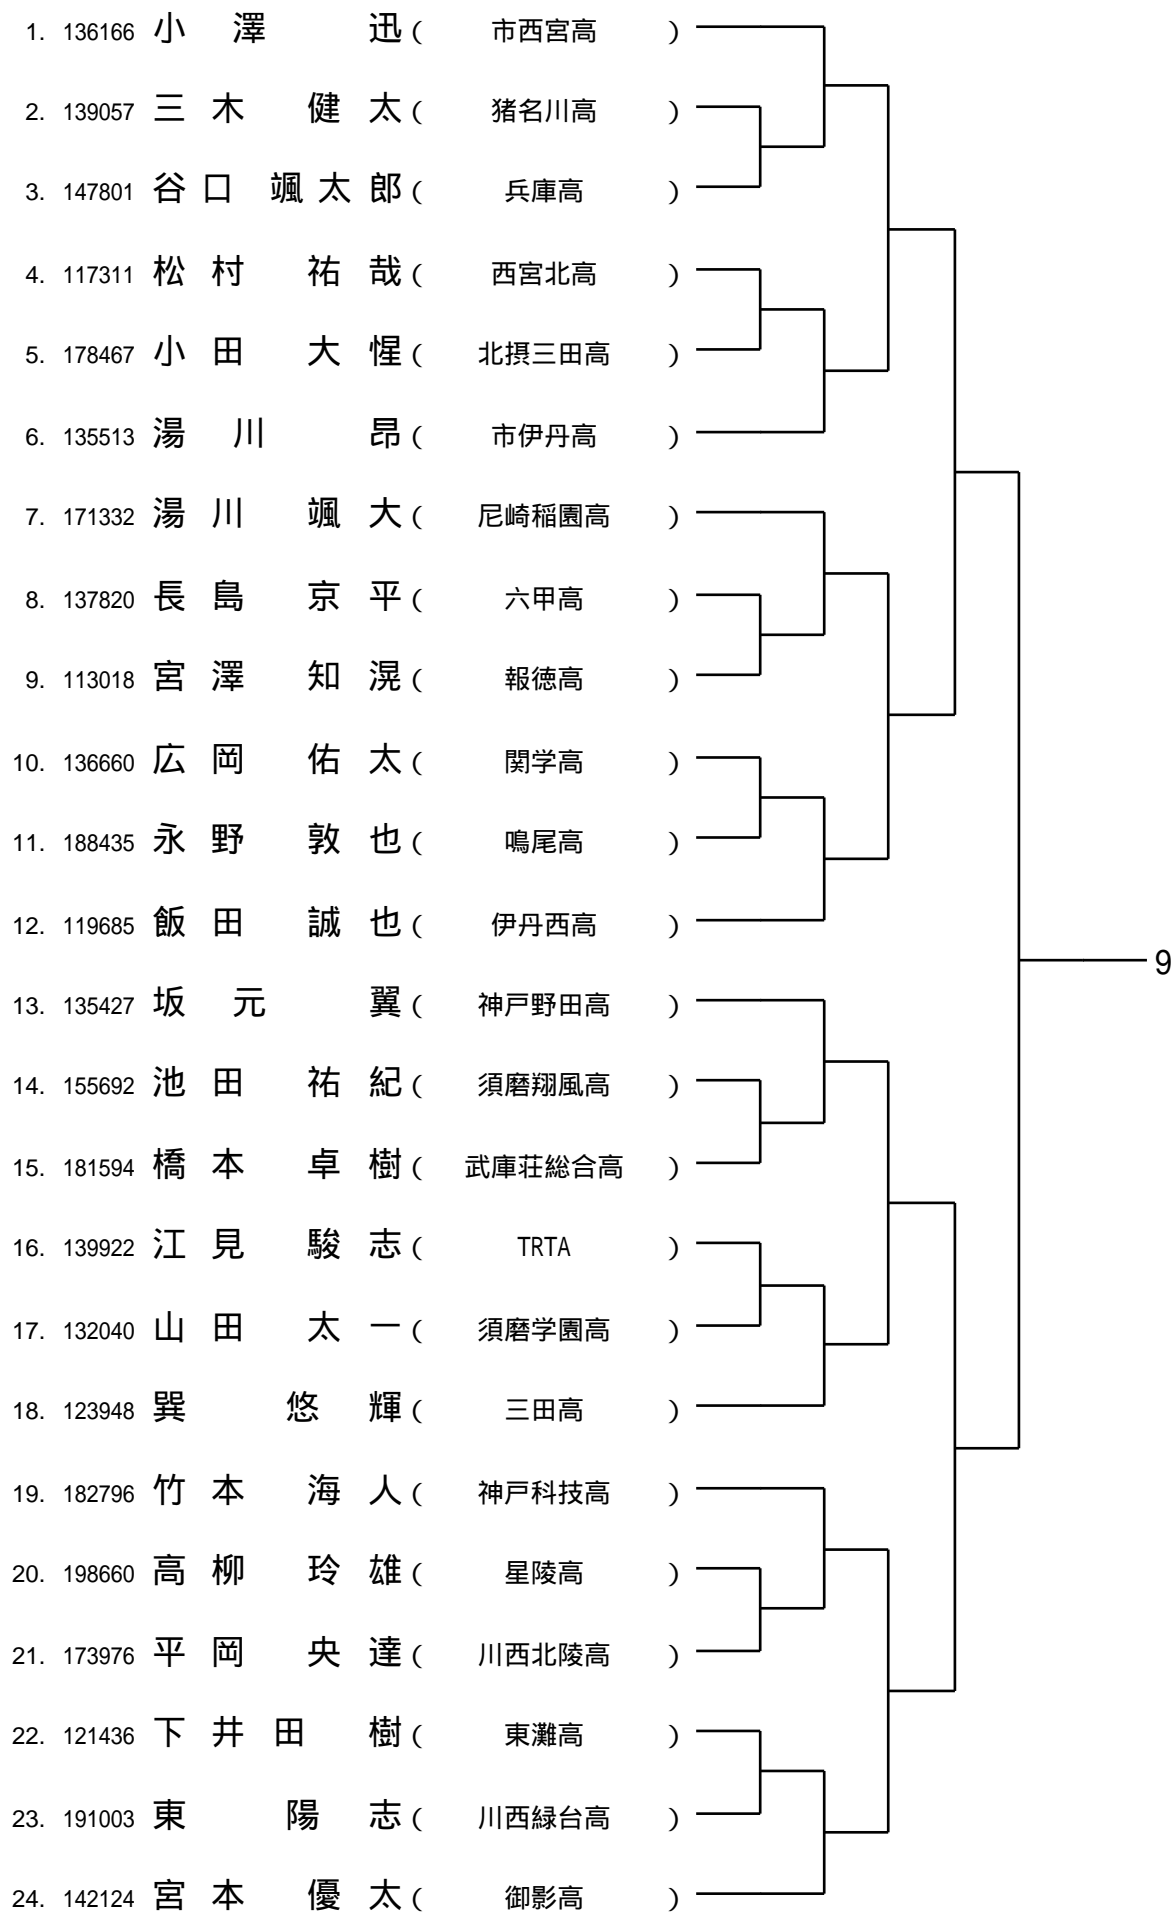 1. 136166 小澤 迅 ( 市西宮高 )
2. 139057 三木 健太 ( 猪名川高 )
3. 147801 谷口 颯太郎 ( 兵庫高 )
4. 117311 松村 祐哉 ( 西宮北高 )
5. 178467 小田 大惺 ( 北摂三田高 )
6. 135513 湯川 昂 ( 市伊丹高 )
7. 171332 湯川 颯大 ( 尼崎稲園高 )
8. 137820 長島 京平 ( 六甲高 )
9. 113018 宮澤 知滉 ( 報徳高 )
10. 136660 広岡 佑太 ( 関学高 )
11. 188435 永野 敦也 ( 鳴尾高 )
12. 119685 飯田 誠也 ( 伊丹西高 )
9
13. 135427 坂元 翼 ( 神戸野田高 )
14. 155692 池田 祐紀 ( 須磨翔風高 )
15. 181594 橋本 卓樹 ( 武庫荘総合高 )
16. 139922 江見 駿志 ( TRTA )
17. 132040 山田 太一 ( 須磨学園高 )
18. 123948 巽 悠輝 ( 三田高 )
19. 182796 竹本 海人 ( 神戸科技高 )
20. 198660 高柳 玲雄 ( 星陵高 )
21. 173976 平岡 央達 ( 川西北陵高 )
22. 121436 下井田 樹 ( 東灘高 )
23. 191003 東 陽志 ( 川西緑台高 )
24. 142124 宮本 優太 ( 御影高 )